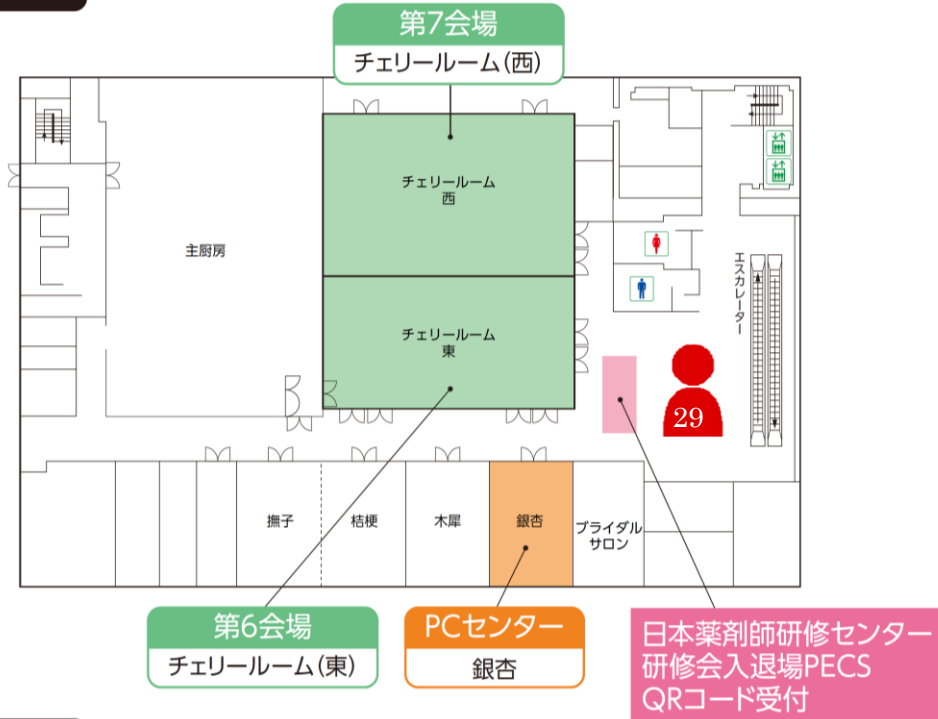 第7会場
チェリールーム(西)
チェリールーム
西
主厨房
エスカレーター
チェリールーム
東
29
撫子
桔梗
木犀
銀杏
ブライダル
サロン
第6会場
チェリールーム(東)
PCセンター
銀杏
日本薬剤師研修センター
研修会入退場PECS
QRコード受付